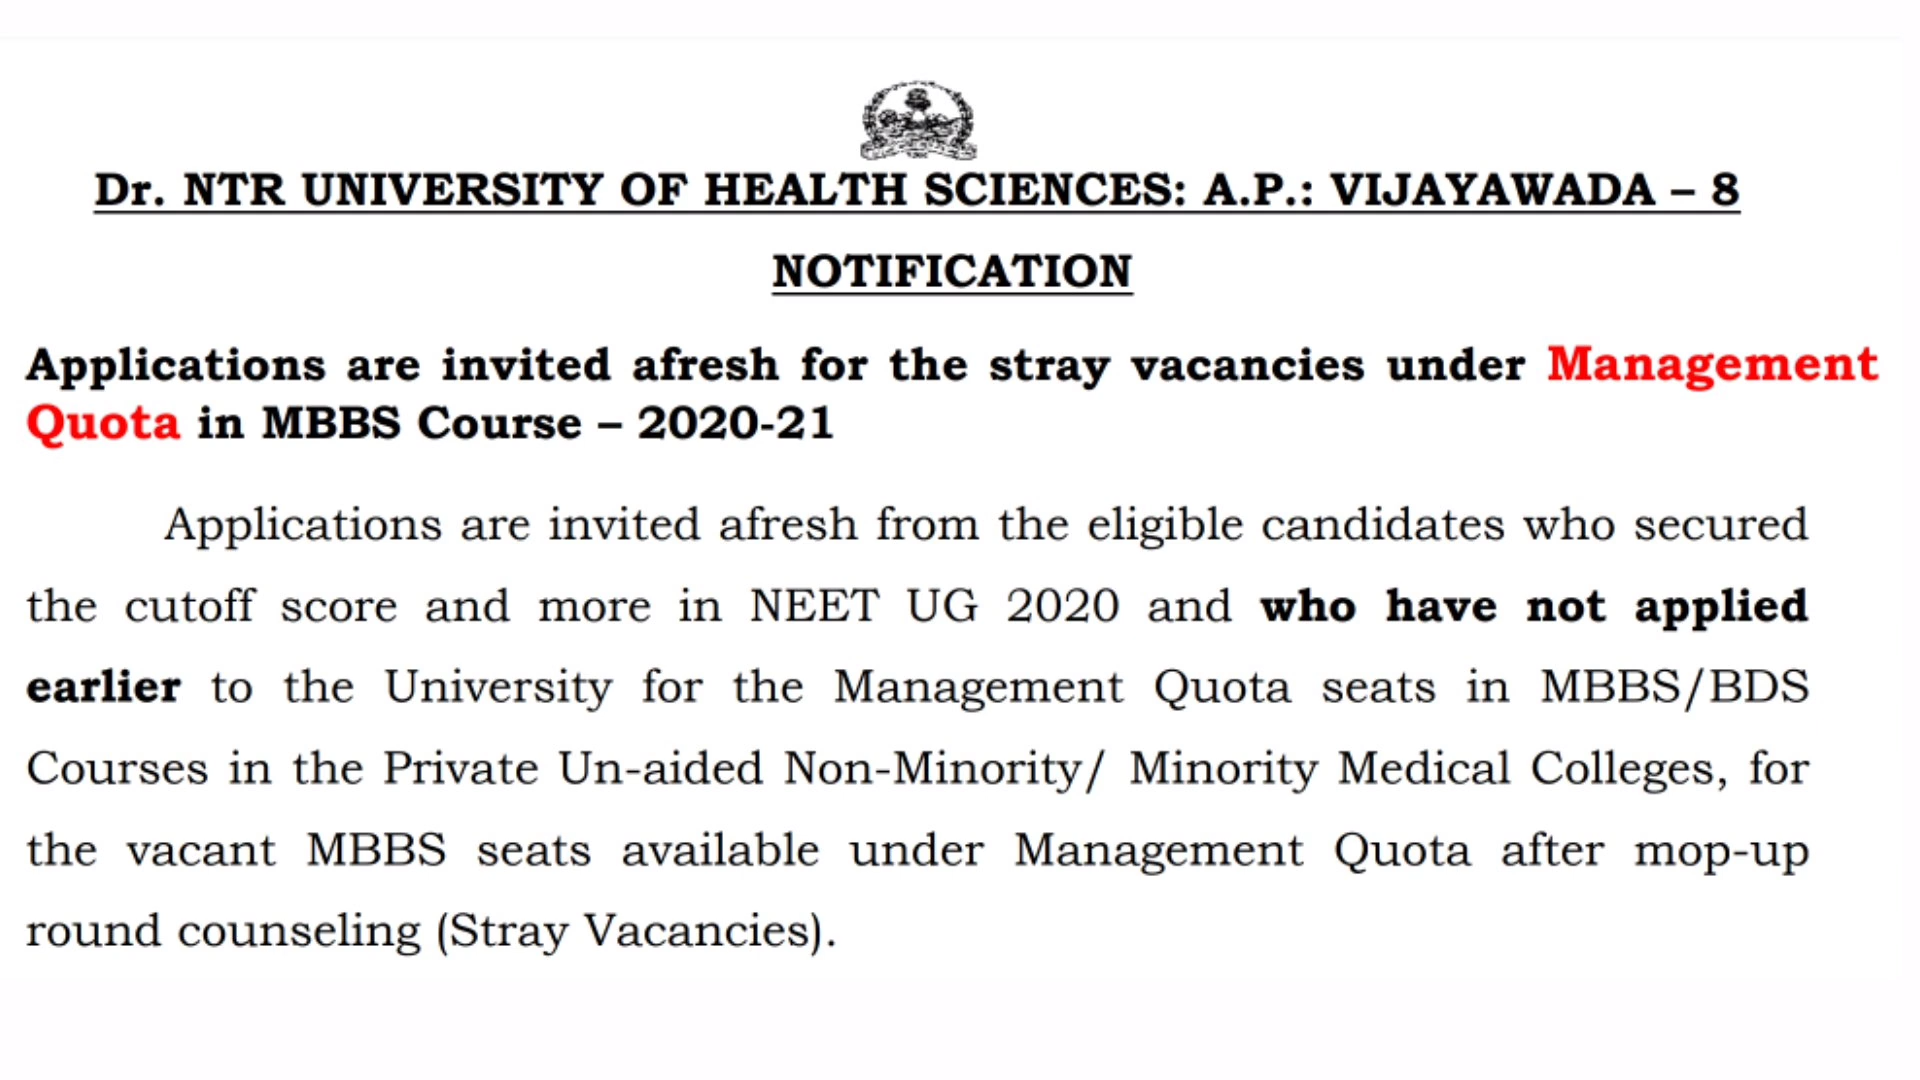 Dr. NTR UNIVERSITY OF HEALTH SCIENCES: A.P.: VIJAYAWADA – 8
NOTIFICATION
Applications are invited afresh for the stray vacancies under Management
Quota in MBBS Course – 2020-21
Applications are invited afresh from the eligible candidates who secured
the cutoff score and more in NEET UG 2020 and who have not applied
earlier to the University for the Management Quota seats in MBBS/BDS
Courses in the Private Un-aided Non-Minority/ Minority Medical Colleges, for
the vacant MBBS seats available under Management Quota after mop-up
round counseling (Stray Vacancies).